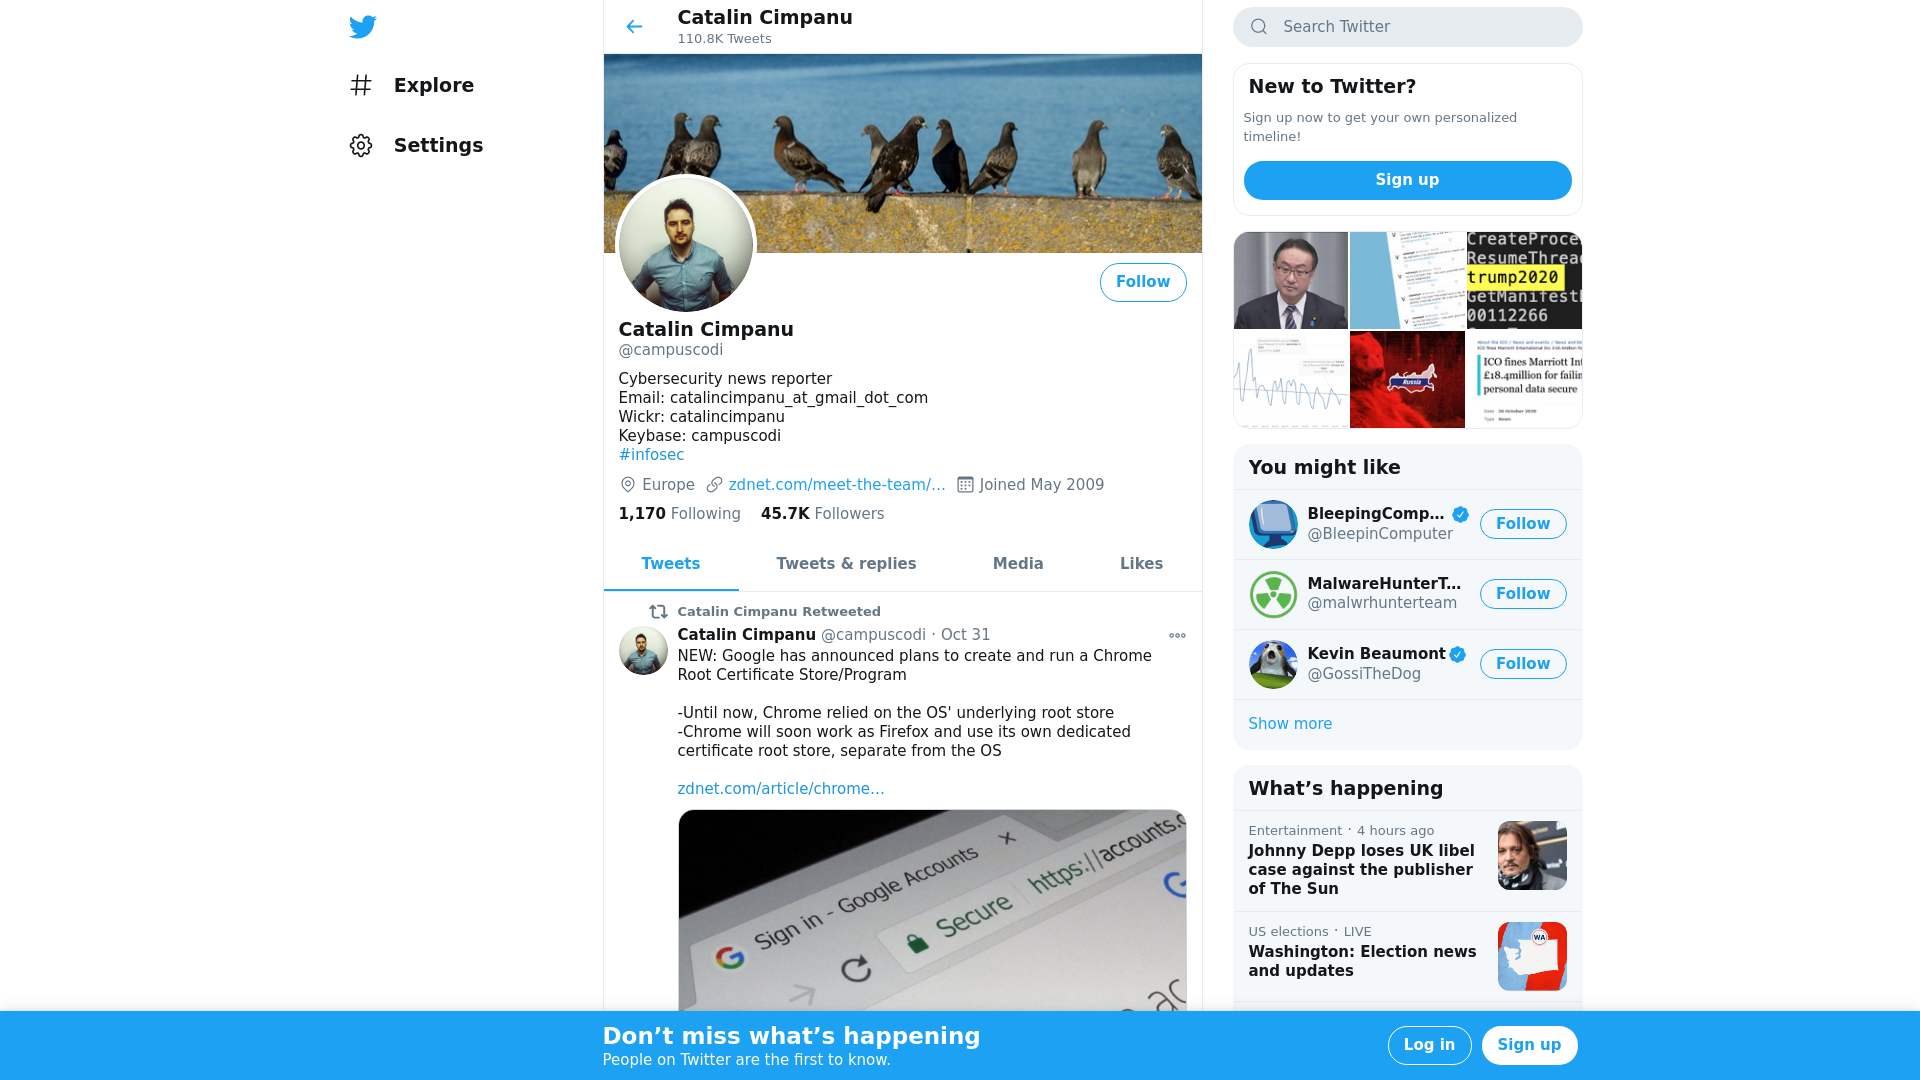 Explore
Settings
Catalin Cimpanu
110.8K Tweets
Follow
Catalin Cimpanu
@campuscodi
Cybersecurity news reporter
Email: catalincimpanu_at_gmail_dot_com
Wickr: catalincimpanu
Keybase: campuscodi
#infosec
Europe zdnet.com/meet-the-team/… Joined May 2009
1,170 Following 45.7K Followers
Tweets Tweets & replies Media Likes
Catalin Cimpanu Retweeted
Catalin Cimpanu @campuscodi · Oct 31
NEW: Google has announced plans to create and run a Chrome
Root Certificate Store/Program
-Until now, Chrome relied on the OS' underlying root store
-Chrome will soon work as Firefox and use its own dedicated
certificate root store, separate from the OS
zdnet.com/article/chrome…
Sign in - Google Accounts
Secure https://accounts.g
Search Twitter
New to Twitter?
Sign up now to get your own personalized
timeline!
Sign up
CreateProce
ResumeThread
trump2020
GetManifest
00112266
Russia
ICO fines Marriott Int
£18.4million for failin
personal data secure
Date 30 October 2020
Type News
You might like
BleepingComp…
@BleepinComputer
Follow
MalwareHunterT…
@malwrhunterteam
Follow
Kevin Beaumont
@GossiTheDog
Follow
Show more
What’s happening
Entertainment · 4 hours ago
Johnny Depp loses UK libel
case against the publisher
of The Sun
US elections · LIVE
Washington: Election news
and updates
WA
Don’t miss what’s happening
People on Twitter are the first to know.
Log in
Sign up